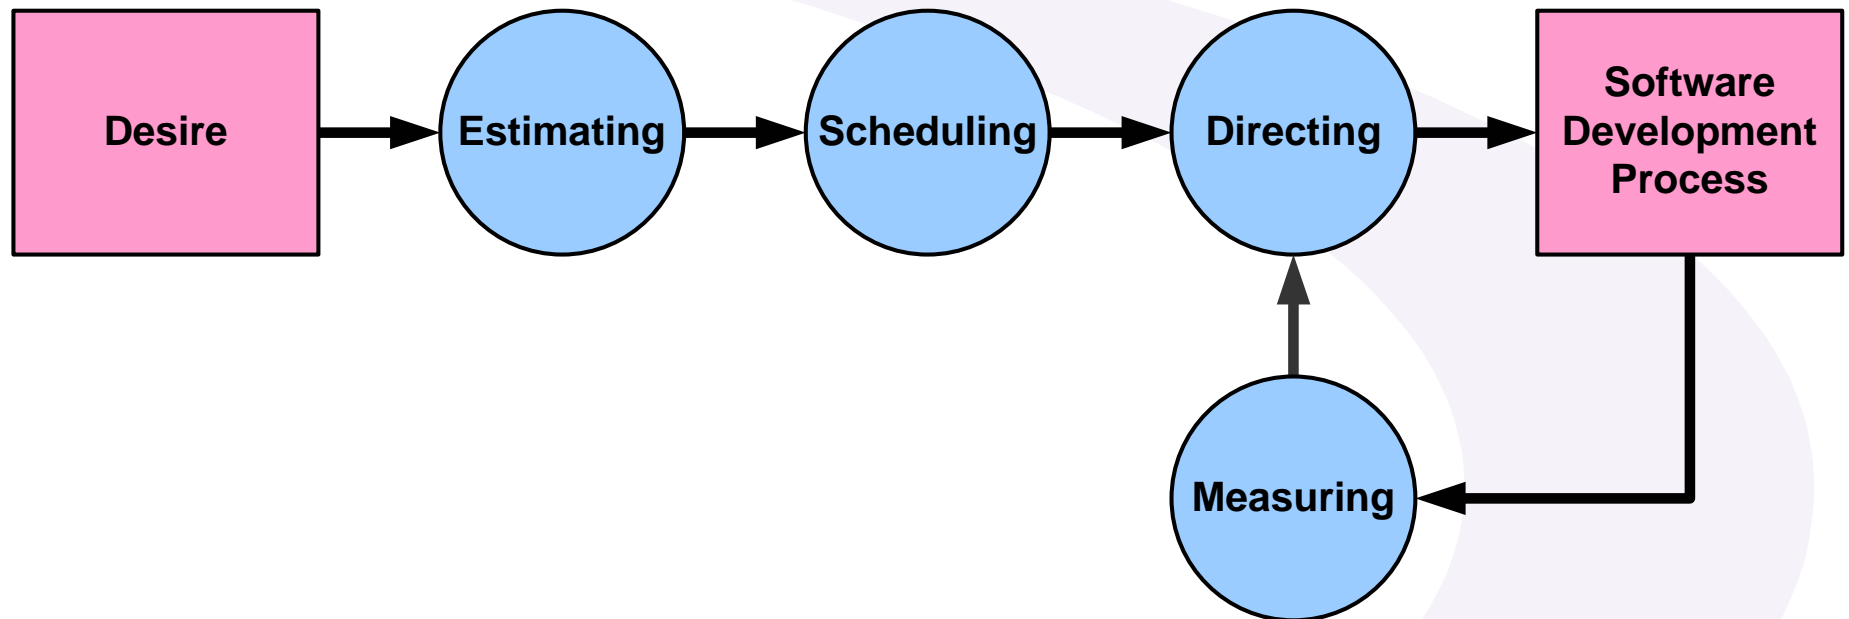 Desire
Estimating
Scheduling
Directing
Software
Development
Process
Measuring